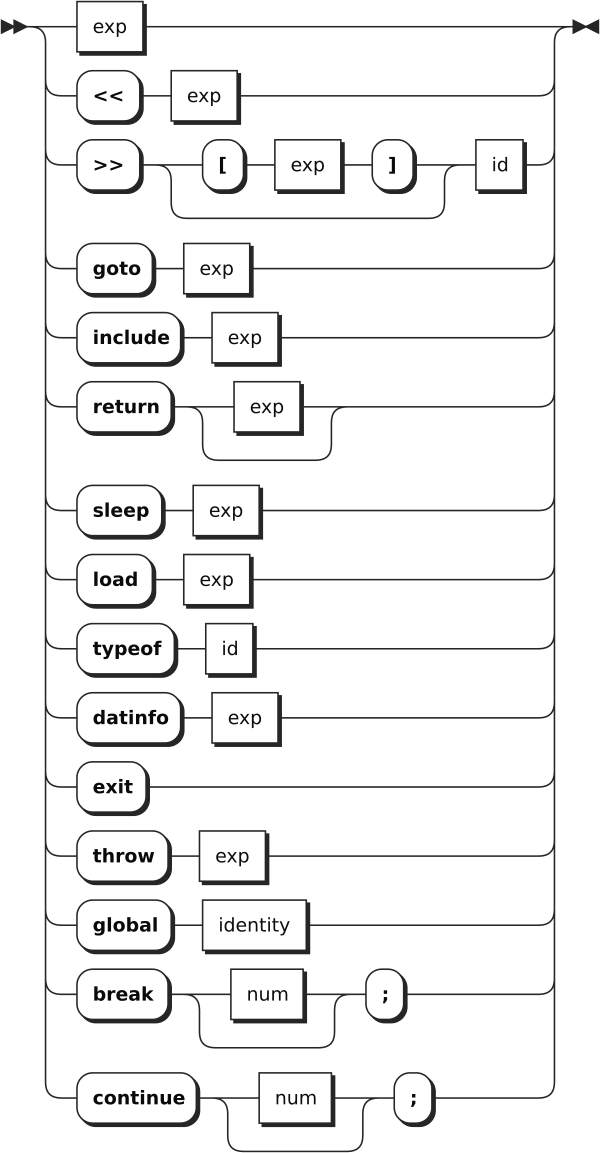 exp
<< exp
>> [ exp ] id
goto exp
include exp
return exp
sleep exp
load exp
typeof id
datinfo exp
exit
throw exp
global identity
break num ;
continue num ;